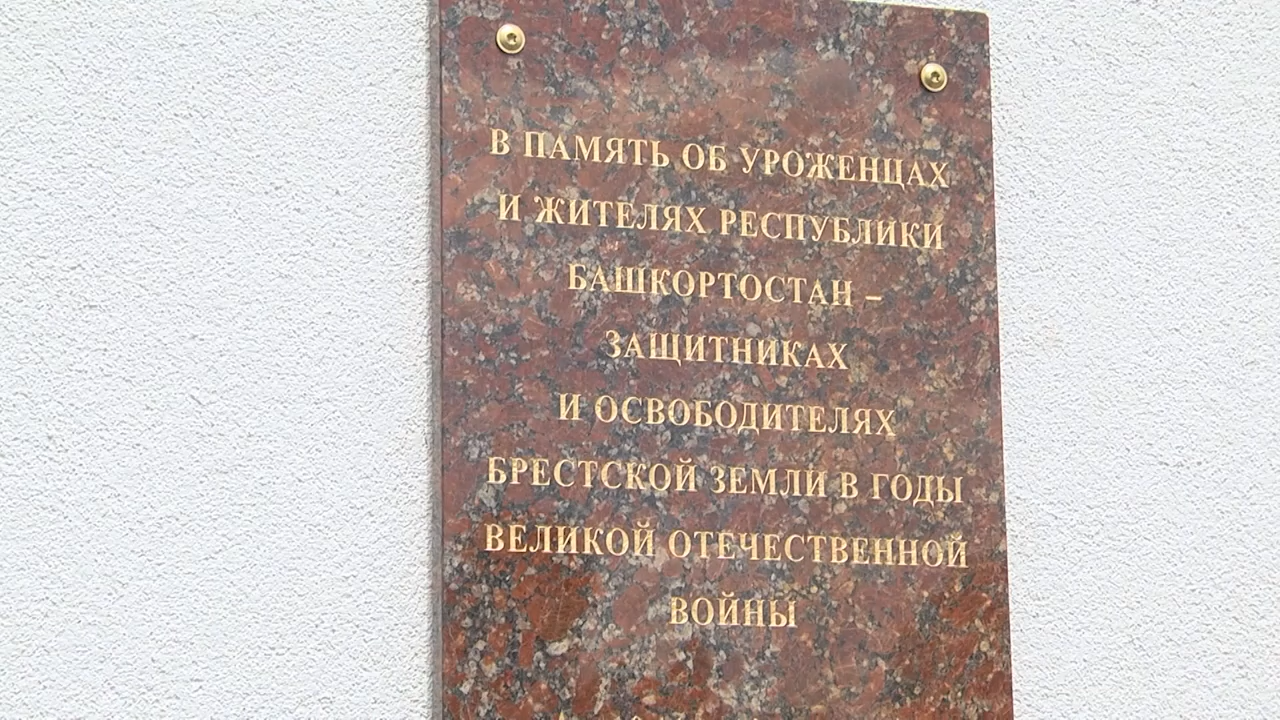 В ПАМЯТЬ ОБ УРОЖЕНЦАХ
И ЖИТЕЛЯХ РЕСПУБЛИКИ
БАШКОРТОСТАН –
ЗАЩИТНИКАХ
И ОСВОБОДИТЕЛЯХ
БРЕСТСКОЙ ЗЕМЛИ В ГОДЫ
ВЕЛИКОЙ ОТЕЧЕСТВЕННОЙ
ВОЙНЫ